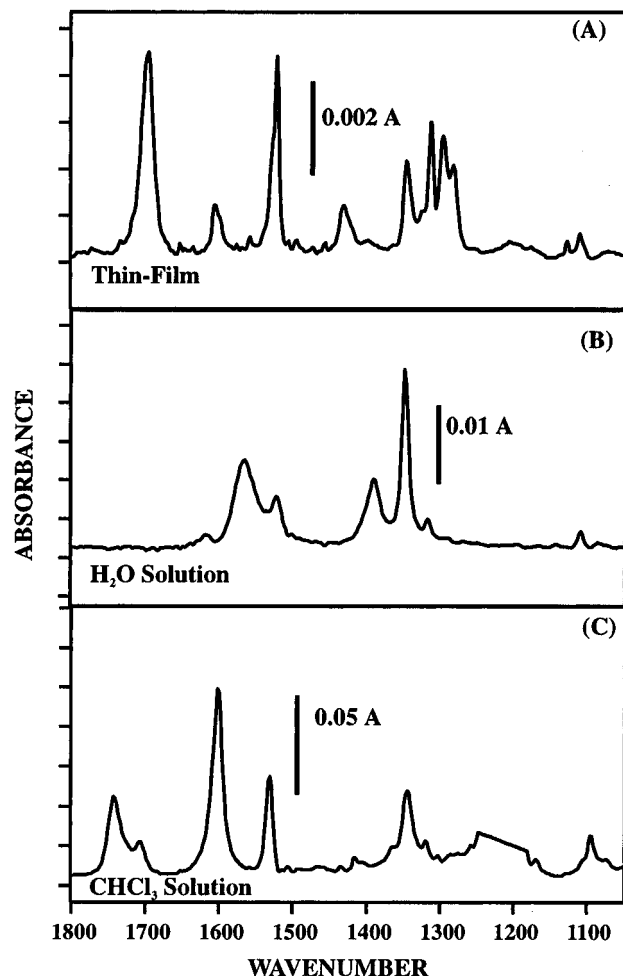 (A)
0.002 A
Thin-Film
(B)
0.01 A
H₂O Solution
(C)
0.05 A
CHCl₃ Solution
ABSORBANCE
1800 1700 1600 1500 1400 1300 1200 1100
WAVENUMBER